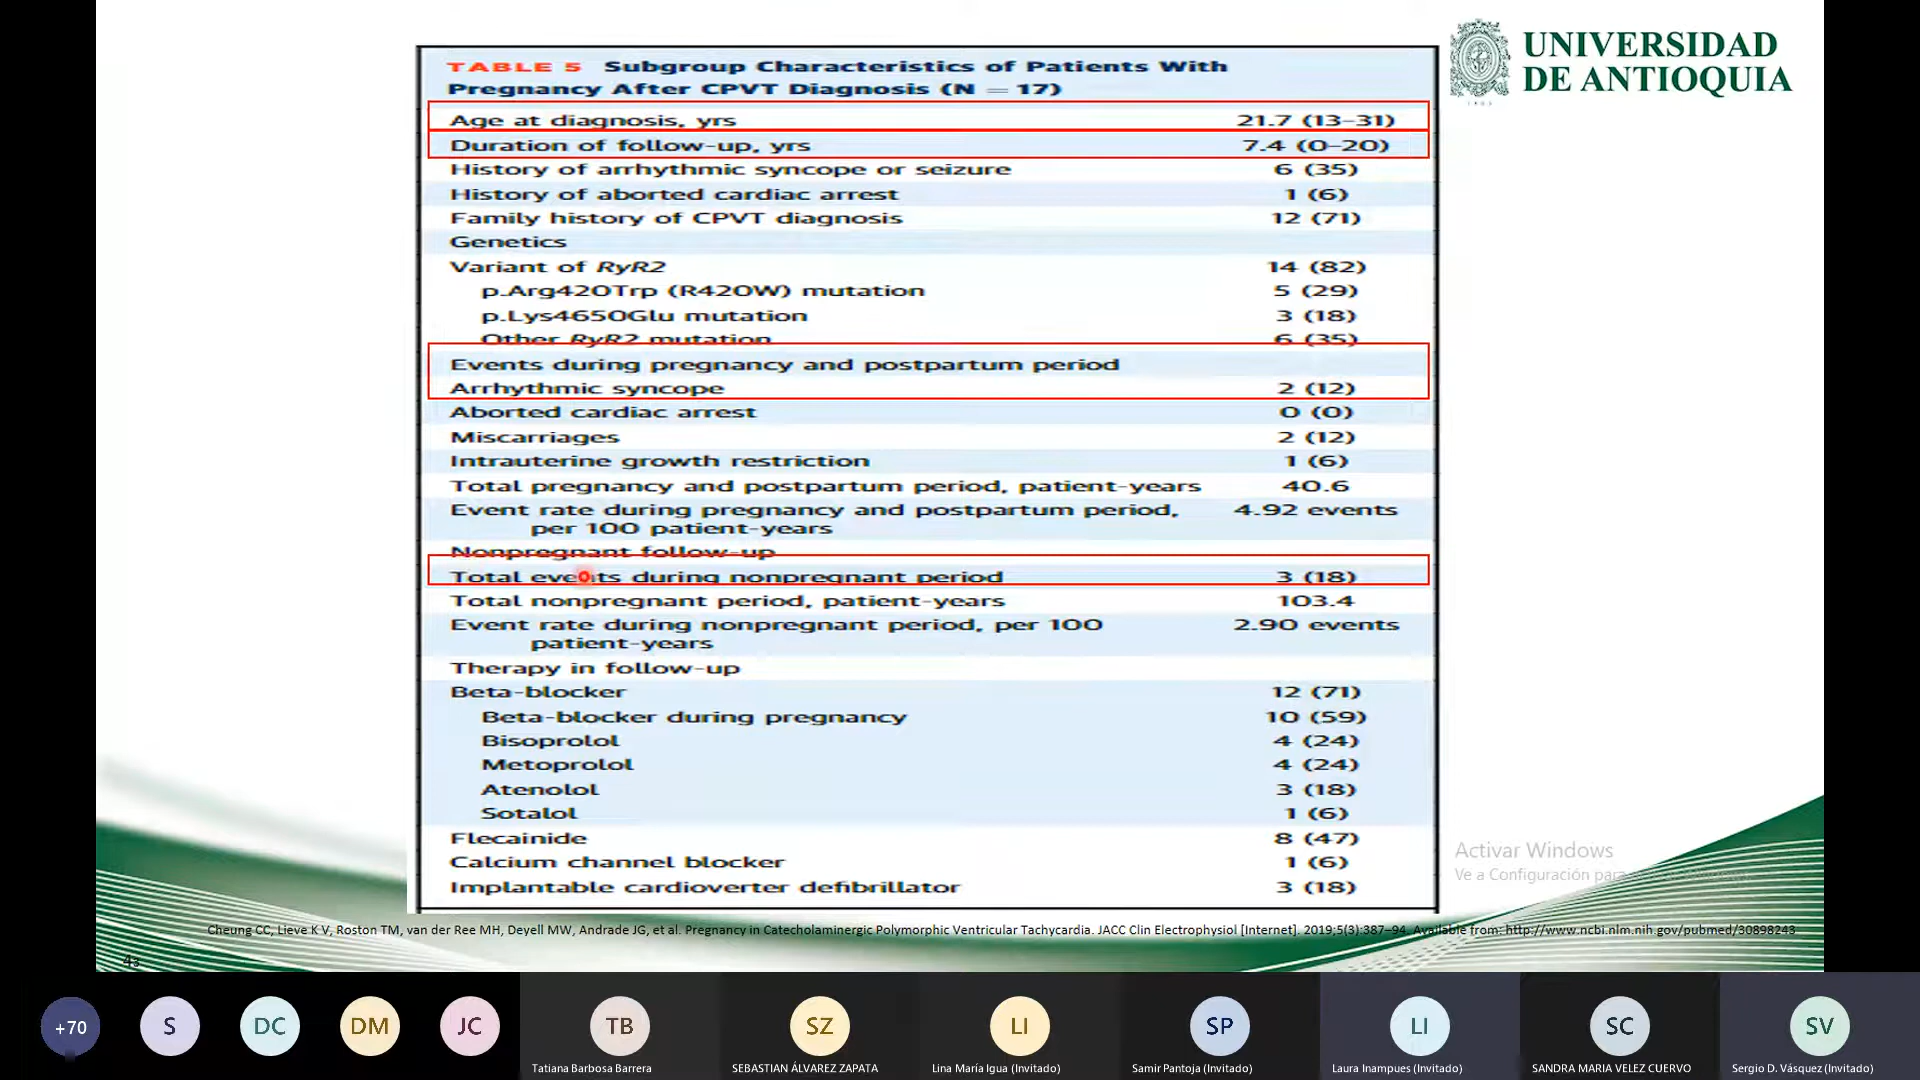 UNIVERSIDAD
DE ANTIOQUIA
1803
TABLE 5 Subgroup Characteristics of Patients With
Pregnancy After CPVT Diagnosis (N = 17)
Age at diagnosis, yrs 21.7 (13–31)
Duration of follow-up, yrs 7.4 (0–20)
History of arrhythmic syncope or seizure 6 (35)
History of aborted cardiac arrest 1 (6)
Family history of CPVT diagnosis 12 (71)
Genetics
Variant of RyR2 14 (82)
p.Arg420Trp (R420W) mutation 5 (29)
p.Lys4650Glu mutation 3 (18)
Other RyR2 mutation 6 (35)
Events during pregnancy and postpartum period
Arrhythmic syncope 2 (12)
Aborted cardiac arrest 0 (0)
Miscarriages 2 (12)
Intrauterine growth restriction 1 (6)
Total pregnancy and postpartum period, patient-years 40.6
Event rate during pregnancy and postpartum period, 4.92 events
per 100 patient-years
Nonpregnant follow-up
Total events during nonpregnant period 3 (18)
Total nonpregnant period, patient-years 103.4
Event rate during nonpregnant period, per 100 2.90 events
patient-years
Therapy in follow-up
Beta-blocker 12 (71)
Beta-blocker during pregnancy 10 (59)
Bisoprolol 4 (24)
Metoprolol 4 (24)
Atenolol 3 (18)
Sotalol 1 (6)
Flecainide 8 (47)
Calcium channel blocker 1 (6)
Implantable cardioverter defibrillator 3 (18)
Activar Windows
Ve a Configuración para
Cheung CC, Lieve K V, Roston TM, van der Ree MH, Deyell MW, Andrade JG, et al. Pregnancy in Catecholaminergic Polymorphic Ventricular Tachycardia. JACC Clin Electrophysiol [Internet]. 2019;5(3):387–94. Available from: http://www.ncbi.nlm.nih.gov/pubmed/30898243
+70 S DC DM JC TB SZ LI SP LI SC SV
Tatiana Barbosa Barrera SEBASTIAN ÁLVAREZ ZAPATA Lina María Igua (Invitado) Samir Pantoja (Invitado) Laura Inampues (Invitado) SANDRA MARIA VELEZ CUERVO Sergio D. Vásquez (Invitado)